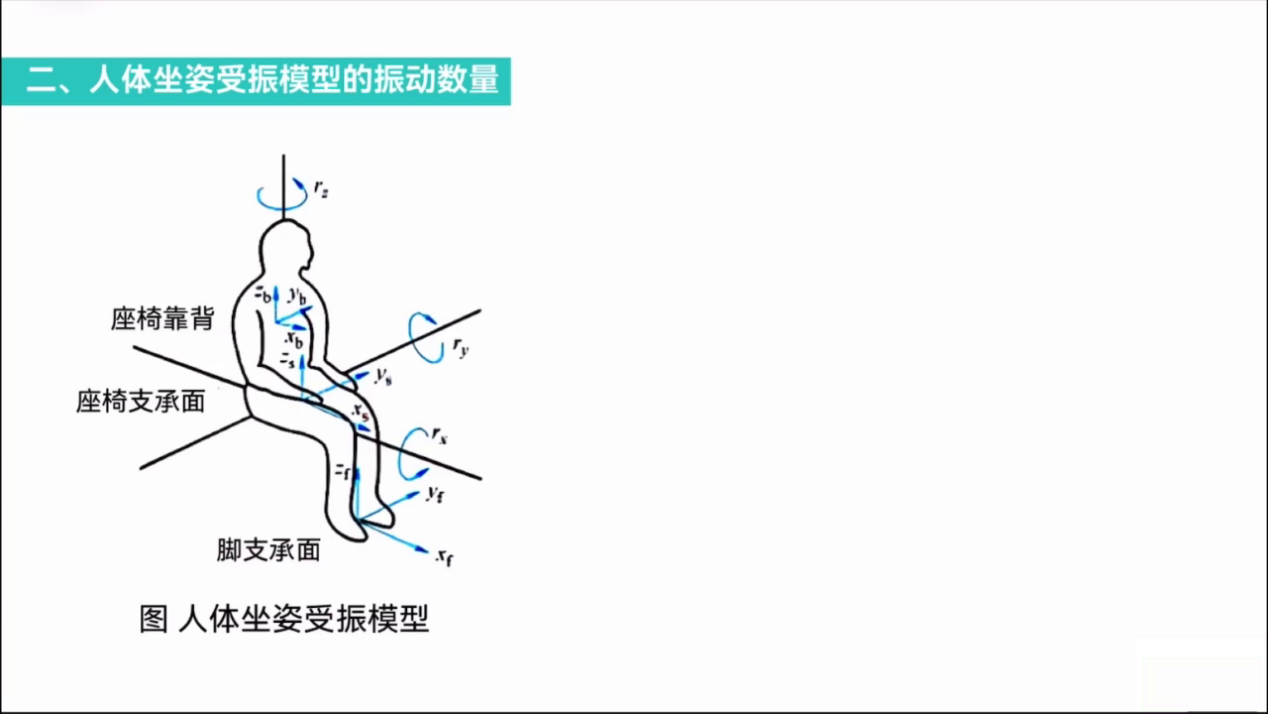 二、人体坐姿受振模型的振动数量
r_z
z_b y_b
座椅靠背
x_b
r_y
z_s
y_s
座椅支承面
x_s
r_x
z_f
y_f
脚支承面
x_f
图 人体坐姿受振模型